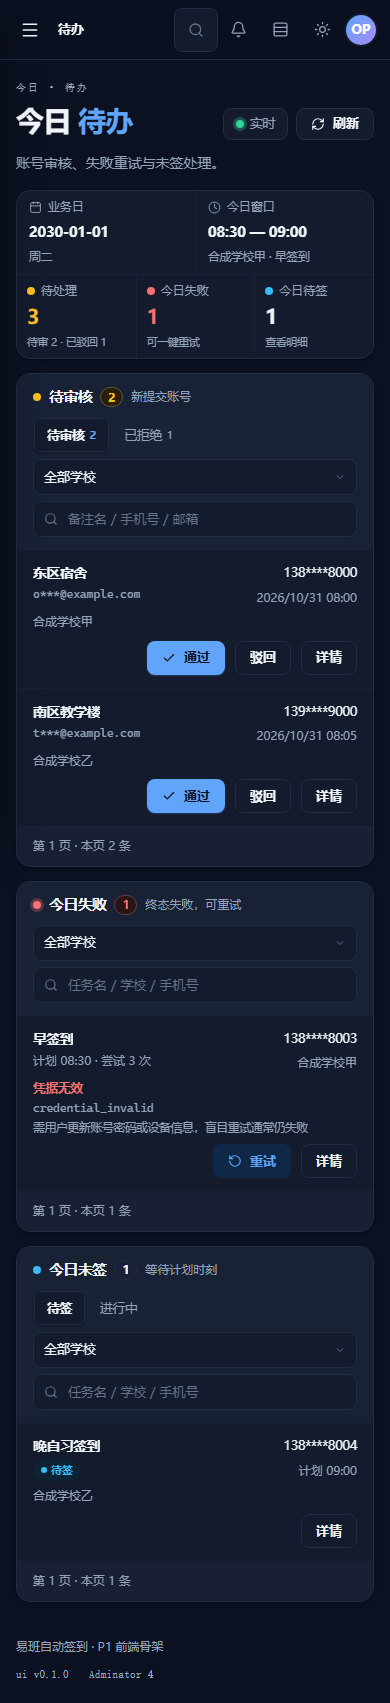 待办
OP
今日 · 待办
今日 待办
实时
刷新
账号审核、失败重试与未签处理。
业务日
今日窗口
2030-01-01
08:30 — 09:00
周二
合成学校甲 · 早签到
待处理
今日失败
今日待签
3
1
1
待审 2 · 已驳回 1
可一键重试
查看明细
待审核 2 新提交账号
待审核 2 已拒绝 1
全部学校
备注名 / 手机号 / 邮箱
东区宿舍 138****8000
o***@example.com 2026/10/31 08:00
合成学校甲
通过 驳回 详情
南区教学楼 139****9000
t***@example.com 2026/10/31 08:05
合成学校乙
通过 驳回 详情
第 1 页 · 本页 2 条
今日失败 1 终态失败，可重试
全部学校
任务名 / 学校 / 手机号
早签到 138****8003
计划 08:30 · 尝试 3 次 合成学校甲
凭据无效
credential_invalid
需用户更新账号密码或设备信息，盲目重试通常仍失败
重试 详情
第 1 页 · 本页 1 条
今日未签 1 等待计划时刻
待签 进行中
全部学校
任务名 / 学校 / 手机号
晚自习签到 138****8004
待签 计划 09:00
合成学校乙
详情
第 1 页 · 本页 1 条
易班自动签到 · P1 前端骨架
ui v0.1.0 Adminator 4